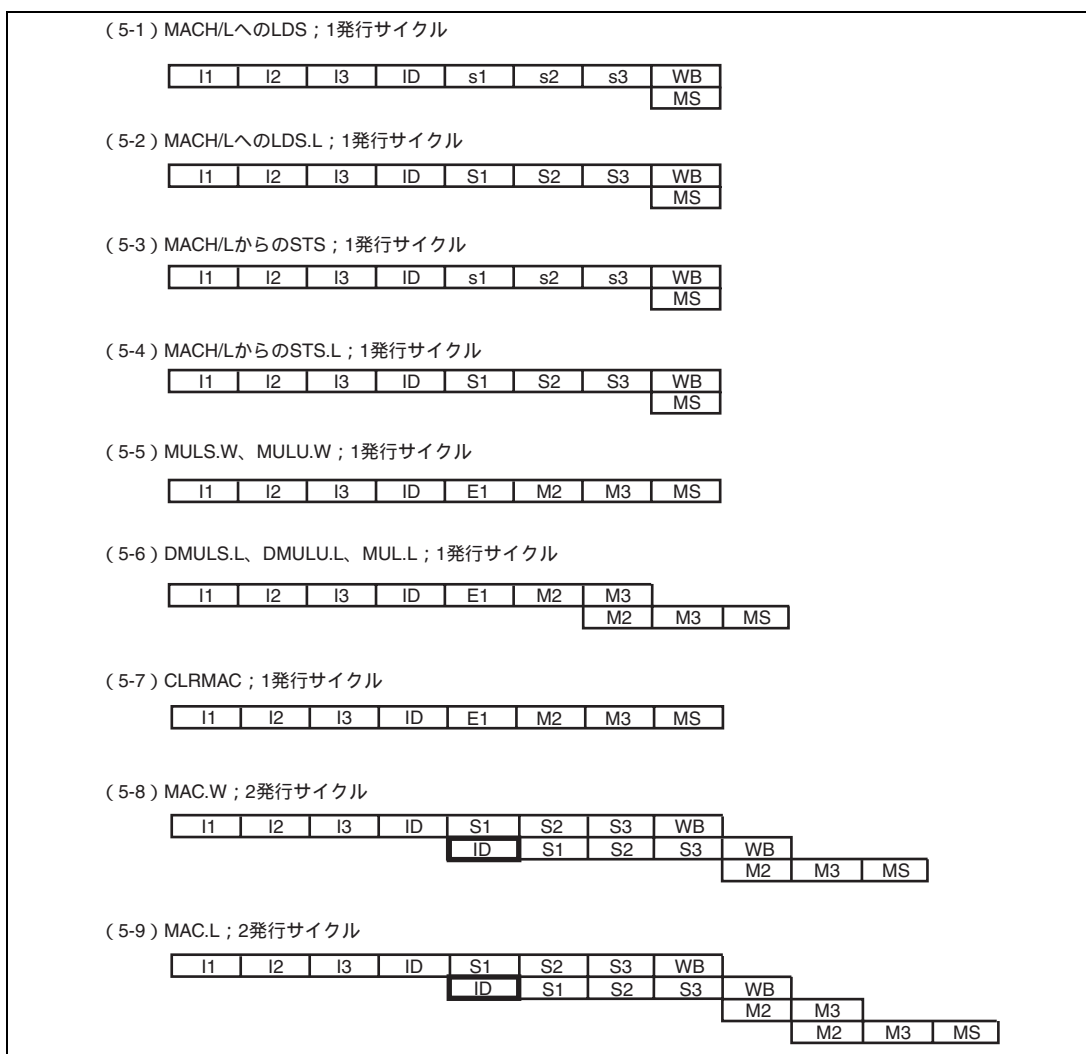 （5-1）MACH/LへのLDS；1発行サイクル
I1 I2 I3 ID s1 s2 s3 WB
MS
（5-2）MACH/LへのLDS.L；1発行サイクル
I1 I2 I3 ID S1 S2 S3 WB
MS
（5-3）MACH/LからのSTS；1発行サイクル
I1 I2 I3 ID s1 s2 s3 WB
MS
（5-4）MACH/LからのSTS.L；1発行サイクル
I1 I2 I3 ID S1 S2 S3 WB
MS
（5-5）MULS.W、MULU.W；1発行サイクル
I1 I2 I3 ID E1 M2 M3 MS
（5-6）DMULS.L、DMULU.L、MUL.L；1発行サイクル
I1 I2 I3 ID E1 M2 M3
M2 M3 MS
（5-7）CLRMAC；1発行サイクル
I1 I2 I3 ID E1 M2 M3 MS
（5-8）MAC.W；2発行サイクル
I1 I2 I3 ID S1 S2 S3 WB
ID S1 S2 S3 WB
M2 M3 MS
（5-9）MAC.L；2発行サイクル
I1 I2 I3 ID S1 S2 S3 WB
ID S1 S2 S3 WB
M2 M3
M2 M3 MS